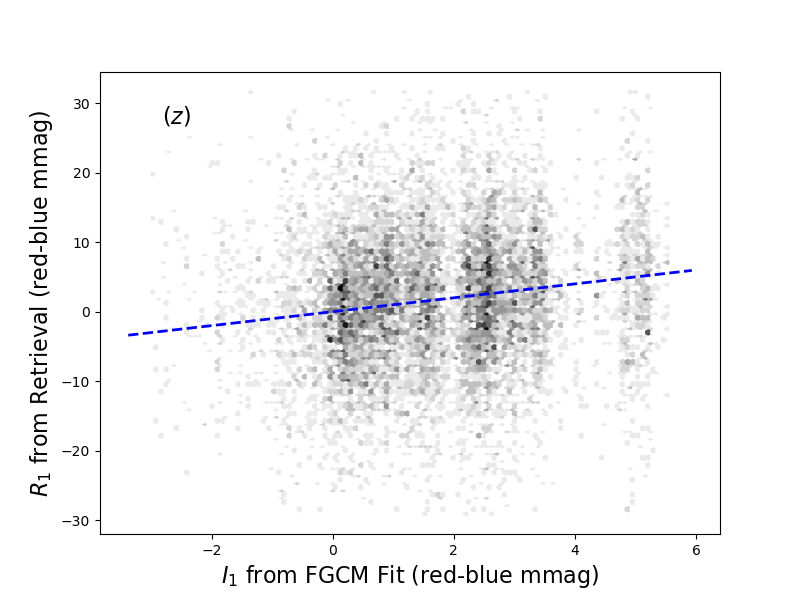 (z)
30
20
10
0
−10
−20
−30
R₁ from Retrieval (red-blue mmag)
−2 0 2 4 6
I₁ from FGCM Fit (red-blue mmag)